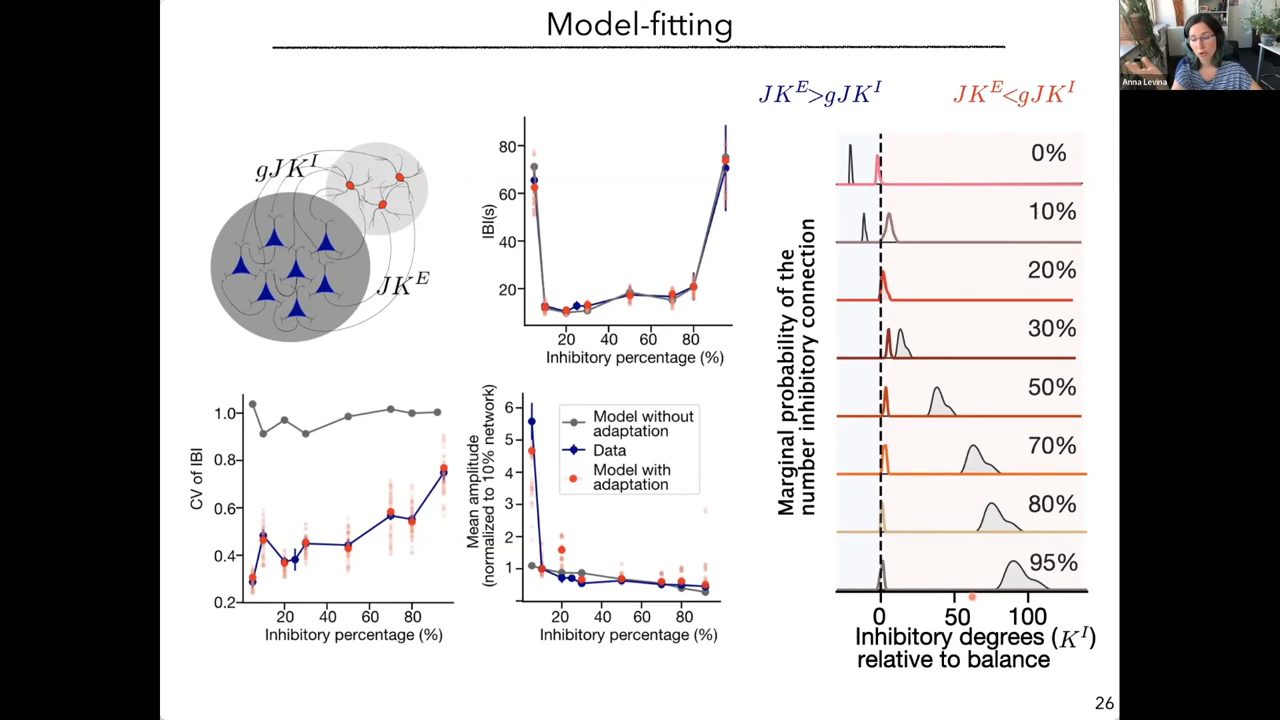 Model-fitting
Anna Levina
JK^E>gJK^I
JK^E<gJK^I
gJK^I
JK^E
80
60
40
20
IBI(s)
20 40 60 80
Inhibitory percentage (%)
1.0
0.8
0.6
0.4
0.2
CV of IBI
20 40 60 80
Inhibitory percentage (%)
6
5
4
3
2
1
Mean amplitude
(normalized to 10% network)
Model without
adaptation
Data
Model with
adaptation
20 40 60 80
Inhibitory percentage (%)
Marginal probability of the
number inhibitory connection
0%
10%
20%
30%
50%
70%
80%
95%
0 50 100
Inhibitory degrees (K^I)
relative to balance
26